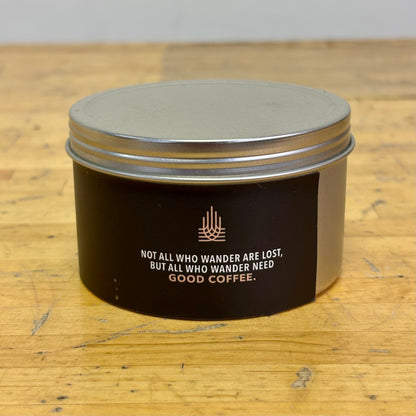 NOT ALL WHO WANDER ARE LOST,
BUT ALL WHO WANDER NEED
GOOD COFFEE.